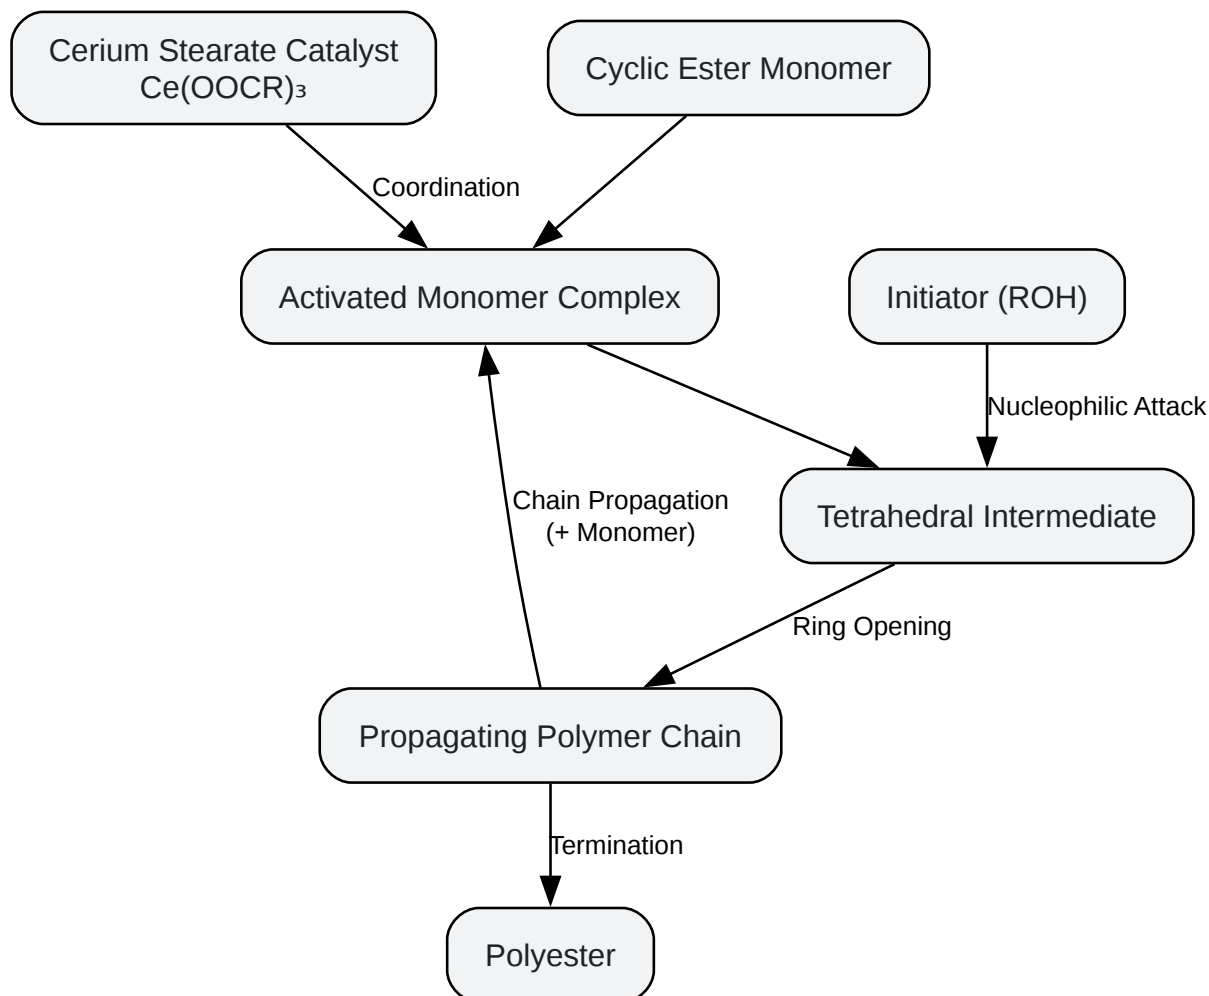 Cerium Stearate Catalyst
Ce(OOCR)₃
Cyclic Ester Monomer
Coordination
Activated Monomer Complex
Initiator (ROH)
Nucleophilic Attack
Chain Propagation
(+ Monomer)
Tetrahedral Intermediate
Ring Opening
Propagating Polymer Chain
Termination
Polyester